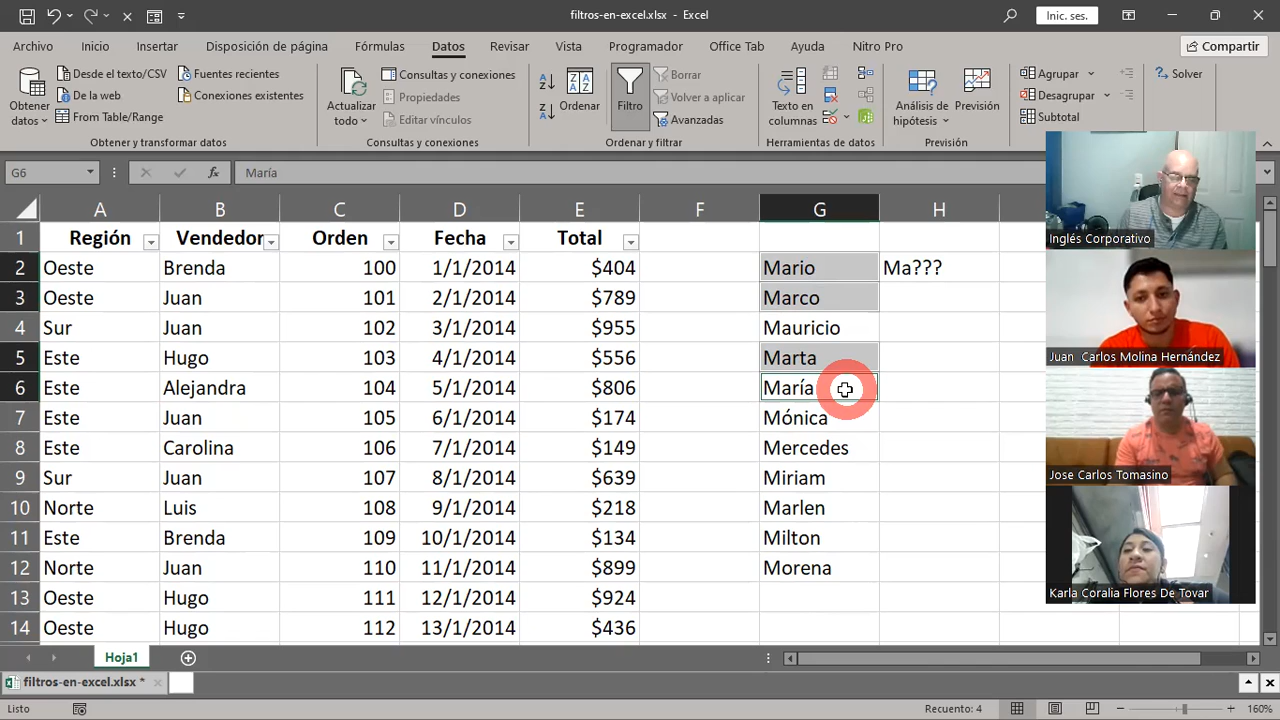 filtros-en-excel.xlsx - Excel
Inic. ses.
Archivo Inicio Insertar Disposición de página Fórmulas Datos Revisar Vista Programador Office Tab Ayuda Nitro Pro Compartir
Obtener datos
Desde el texto/CSV
De la web
From Table/Range
Fuentes recientes
Conexiones existentes
Obtener y transformar datos
Actualizar todo
Consultas y conexiones
Propiedades
Editar vínculos
Consultas y conexiones
Ordenar
Filtro
Borrar
Volver a aplicar
Avanzadas
Ordenar y filtrar
Texto en columnas
Herramientas de datos
Análisis de hipótesis
Previsión
Previsión
Agrupar
Desagrupar
Subtotal
Solver
G6 fx María
A B C D E F G H
1 Región Vendedor Orden Fecha Total
2 Oeste Brenda 100 1/1/2014 $404 Mario Ma???
3 Oeste Juan 101 2/1/2014 $789 Marco
4 Sur Juan 102 3/1/2014 $955 Mauricio
5 Este Hugo 103 4/1/2014 $556 Marta
6 Este Alejandra 104 5/1/2014 $806 María
7 Este Juan 105 6/1/2014 $174 Mónica
8 Este Carolina 106 7/1/2014 $149 Mercedes
9 Sur Juan 107 8/1/2014 $639 Miriam
10 Norte Luis 108 9/1/2014 $218 Marlen
11 Este Brenda 109 10/1/2014 $134 Milton
12 Norte Juan 110 11/1/2014 $899 Morena
13 Oeste Hugo 111 12/1/2014 $924
14 Oeste Hugo 112 13/1/2014 $436
Inglés Corporativo
Juan Carlos Molina Hernández
Jose Carlos Tomasino
Karla Coralia Flores De Tovar
Hoja1
filtros-en-excel.xlsx *
Listo
Recuento: 4
160%